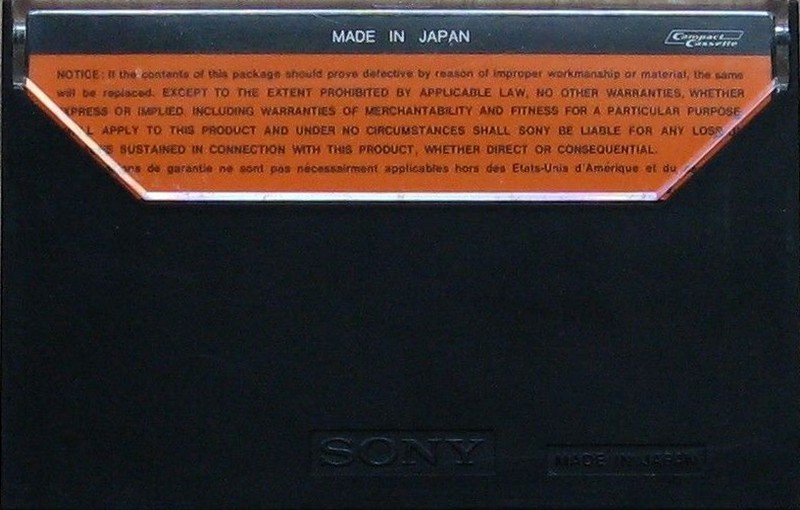 MADE IN JAPAN
Compact Cassette
NOTICE: If the contents of this package should prove defective by reason of improper workmanship or material, the same
will be replaced. EXCEPT TO THE EXTENT PROHIBITED BY APPLICABLE LAW, NO OTHER WARRANTIES, WHETHER
EXPRESS OR IMPLIED, INCLUDING WARRANTIES OF MERCHANTABILITY AND FITNESS FOR A PARTICULAR PURPOSE
APPLY TO THIS PRODUCT AND UNDER NO CIRCUMSTANCES SHALL SONY BE LIABLE FOR ANY LOSS
SUSTAINED IN CONNECTION WITH THIS PRODUCT, WHETHER DIRECT OR CONSEQUENTIAL.
de garantie ne sont pas nécessairment applicables hors des Etats-Unis d'Amérique et du
SONY
MADE IN JAPAN